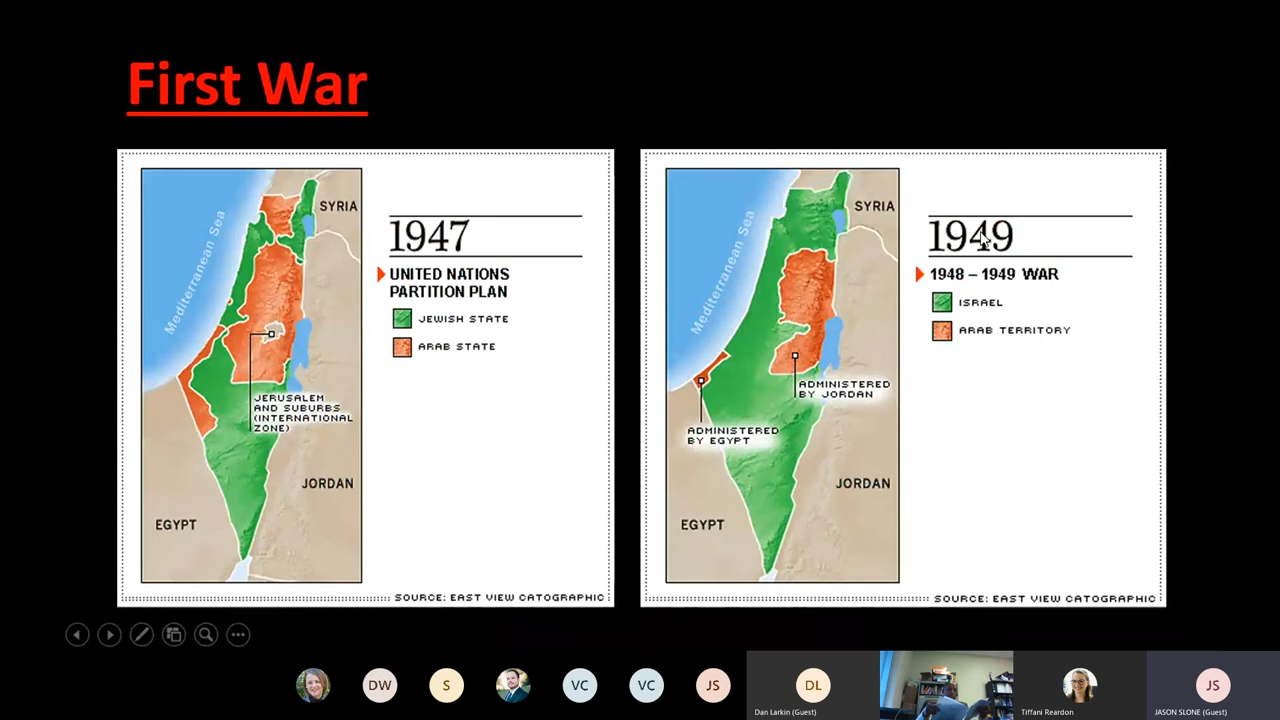 First War
Mediterranean Sea
SYRIA
JERUSALEM
AND SUBURBS
(INTERNATIONAL
ZONE)
JORDAN
EGYPT
1947
UNITED NATIONS
PARTITION PLAN
JEWISH STATE
ARAB STATE
SOURCE: EAST VIEW CATOGRAPHIC
Mediterranean Sea
SYRIA
ADMINISTERED
BY JORDAN
ADMINISTERED
BY EGYPT
JORDAN
EGYPT
1949
1948 – 1949 WAR
ISRAEL
ARAB TERRITORY
SOURCE: EAST VIEW CATOGRAPHIC
DW
S
VC
VC
JS
DL
Dan Larkin (Guest)
Tiffani Reardon
JS
JASON SLONE (Guest)